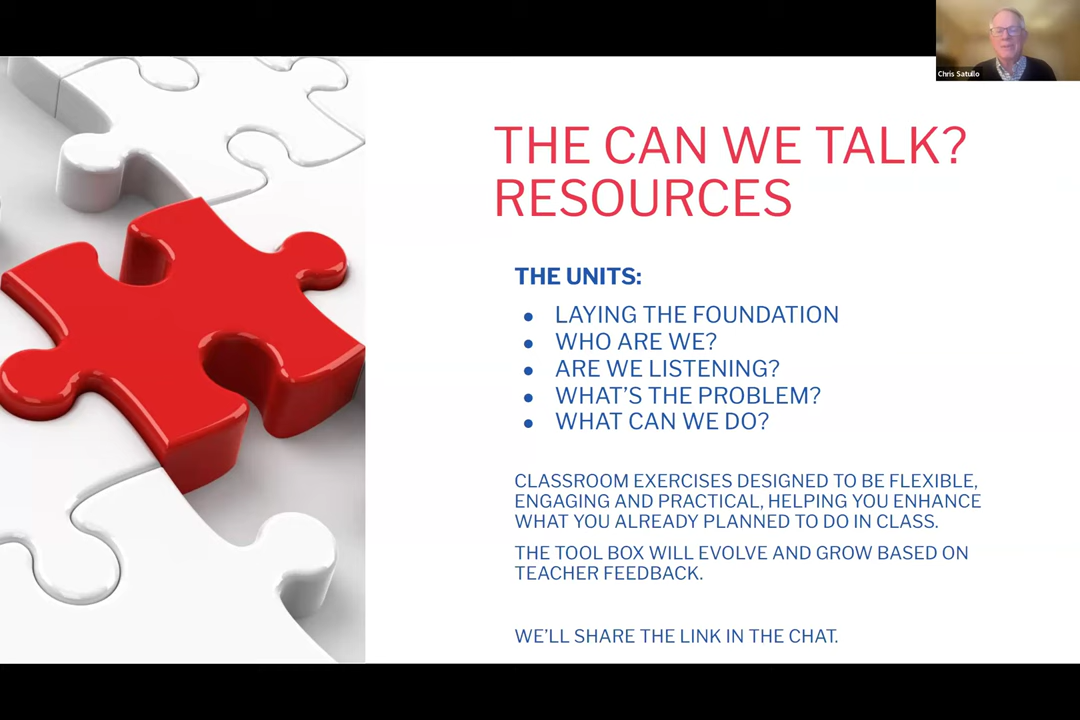 Chris Satullo
THE CAN WE TALK?
RESOURCES
THE UNITS:
● LAYING THE FOUNDATION
● WHO ARE WE?
● ARE WE LISTENING?
● WHAT'S THE PROBLEM?
● WHAT CAN WE DO?
CLASSROOM EXERCISES DESIGNED TO BE FLEXIBLE,
ENGAGING AND PRACTICAL, HELPING YOU ENHANCE
WHAT YOU ALREADY PLANNED TO DO IN CLASS.
THE TOOL BOX WILL EVOLVE AND GROW BASED ON
TEACHER FEEDBACK.
WE'LL SHARE THE LINK IN THE CHAT.